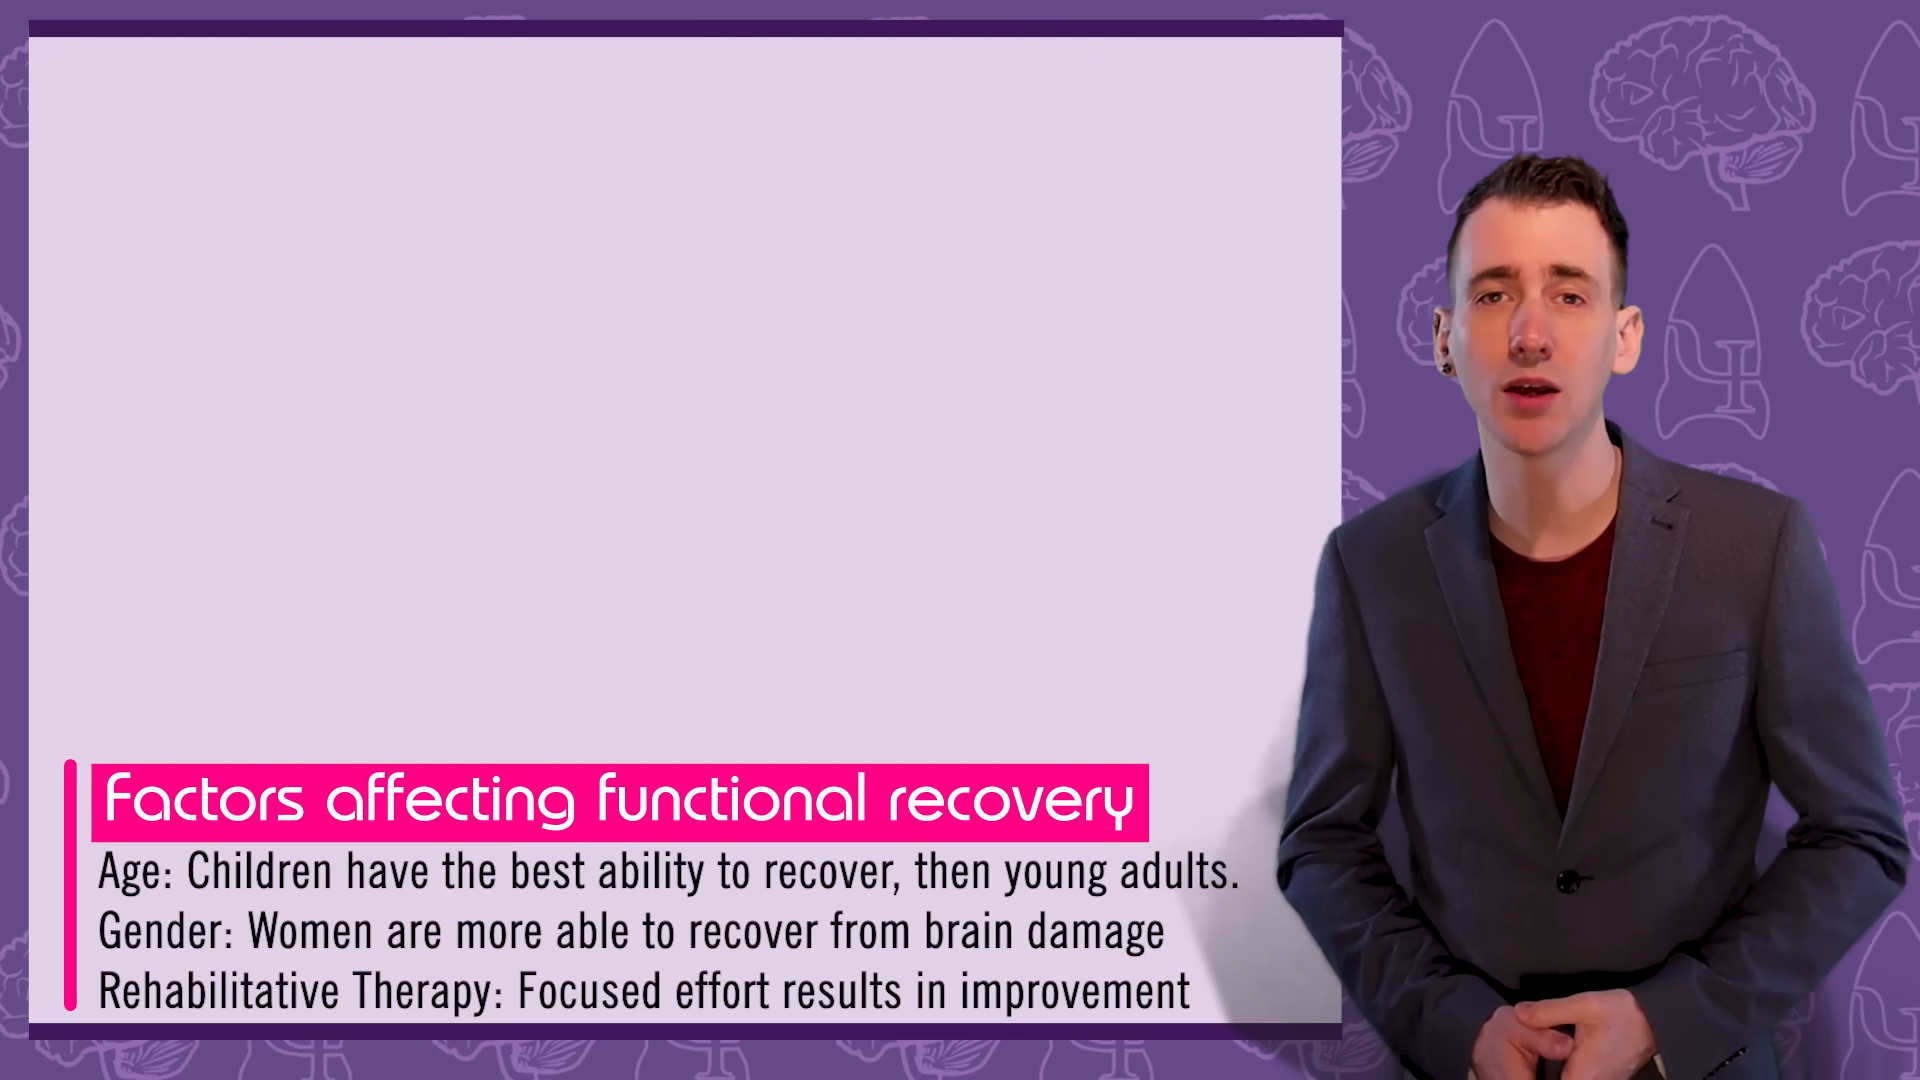 Factors affecting functional recovery
Age: Children have the best ability to recover, then young adults.
Gender: Women are more able to recover from brain damage
Rehabilitative Therapy: Focused effort results in improvement